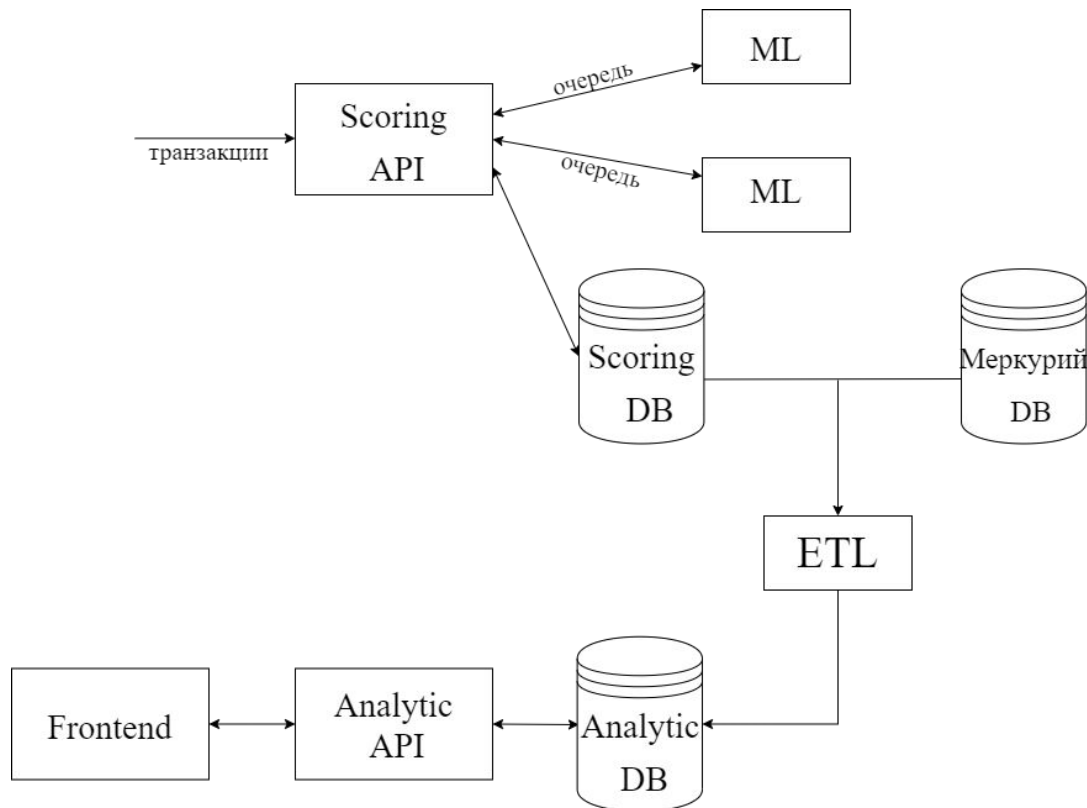 ML
очередь
Scoring
API
транзакции
очередь
ML
Scoring
DB
Меркурий
DB
ETL
Frontend
Analytic
API
Analytic
DB